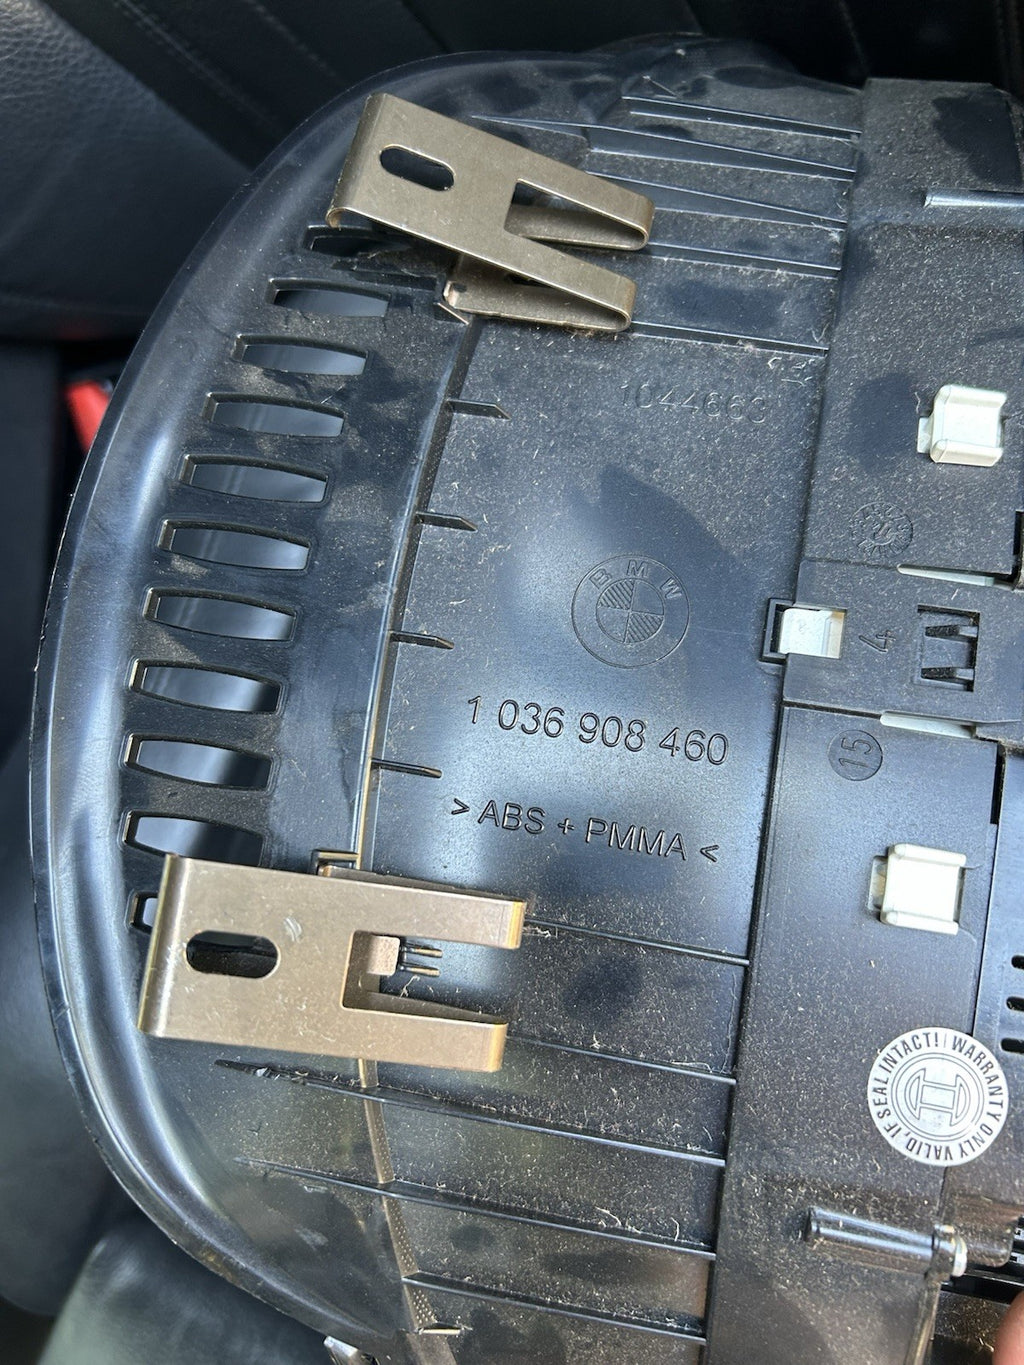 1044663
BMW
1 036 908 460
> ABS + PMMA <
4
15
WARRANTY ONLY VALID, IF SEAL INTACT!